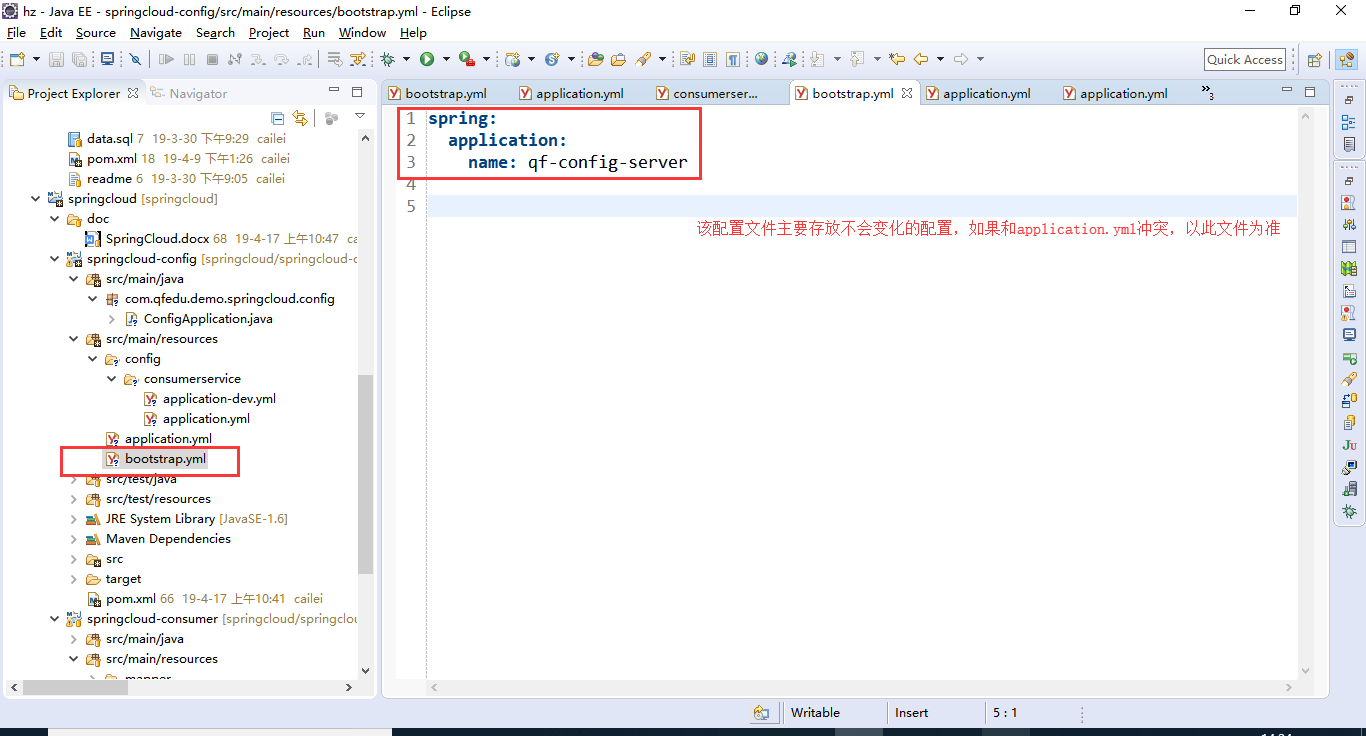 hz - Java EE - springcloud-config/src/main/resources/bootstrap.yml - Eclipse
File Edit Source Navigate Search Project Run Window Help
Quick Access
Project Explorer Navigator
bootstrap.yml application.yml consumerser... bootstrap.yml application.yml application.yml »3
data.sql 7 19-3-30 下午9:29 cailei
pom.xml 18 19-4-9 下午1:26 cailei
readme 6 19-3-30 下午9:05 cailei
springcloud [springcloud]
doc
SpringCloud.docx 68 19-4-17 上午10:47 ca
springcloud-config [springcloud/springcloud-c
src/main/java
com.qfedu.demo.springcloud.config
ConfigApplication.java
src/main/resources
config
consumerservice
application-dev.yml
application.yml
application.yml
bootstrap.yml
src/test/java
src/test/resources
JRE System Library [JavaSE-1.6]
Maven Dependencies
src
target
pom.xml 66 19-4-17 上午10:41 cailei
springcloud-consumer [springcloud/springclou
src/main/java
src/main/resources
1 spring:
2 application:
3 name: qf-config-server
4
5
该配置文件主要存放不会变化的配置，如果和application.yml冲突，以此文件为准
Ju
Writable Insert 5 : 1